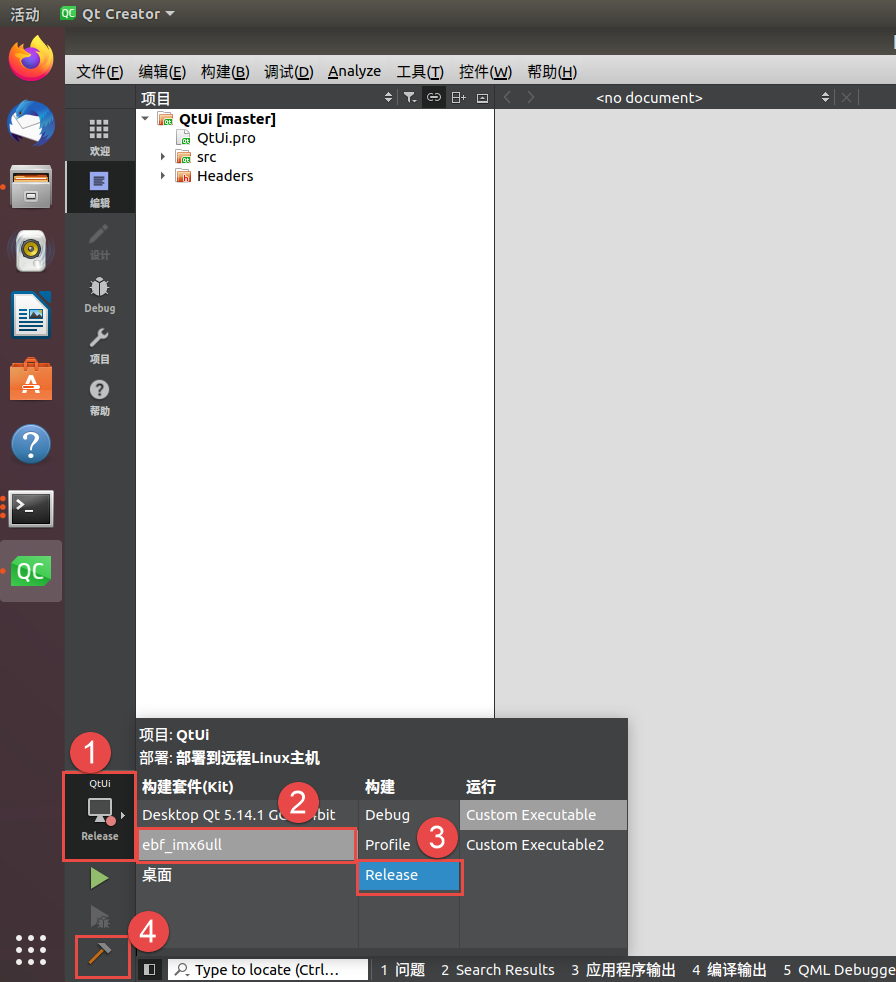 活动 QC Qt Creator
文件(F) 编辑(E) 构建(B) 调试(D) Analyze 工具(T) 控件(W) 帮助(H)
项目 <no document>
QtUi [master]
QtUi.pro
src
Headers
欢迎
编辑
设计
Debug
项目
帮助
QC
项目: QtUi
部署: 部署到远程Linux主机
1
QtUi
Release
构建套件(Kit) 构建 运行
Desktop Qt 5.14.1 bit 2 Debug Custom Executable
ebf_imx6ull Profile 3 Custom Executable2
桌面 Release
4
Type to locate (Ctrl... 1 问题 2 Search Results 3 应用程序输出 4 编译输出 5 QML Debugge